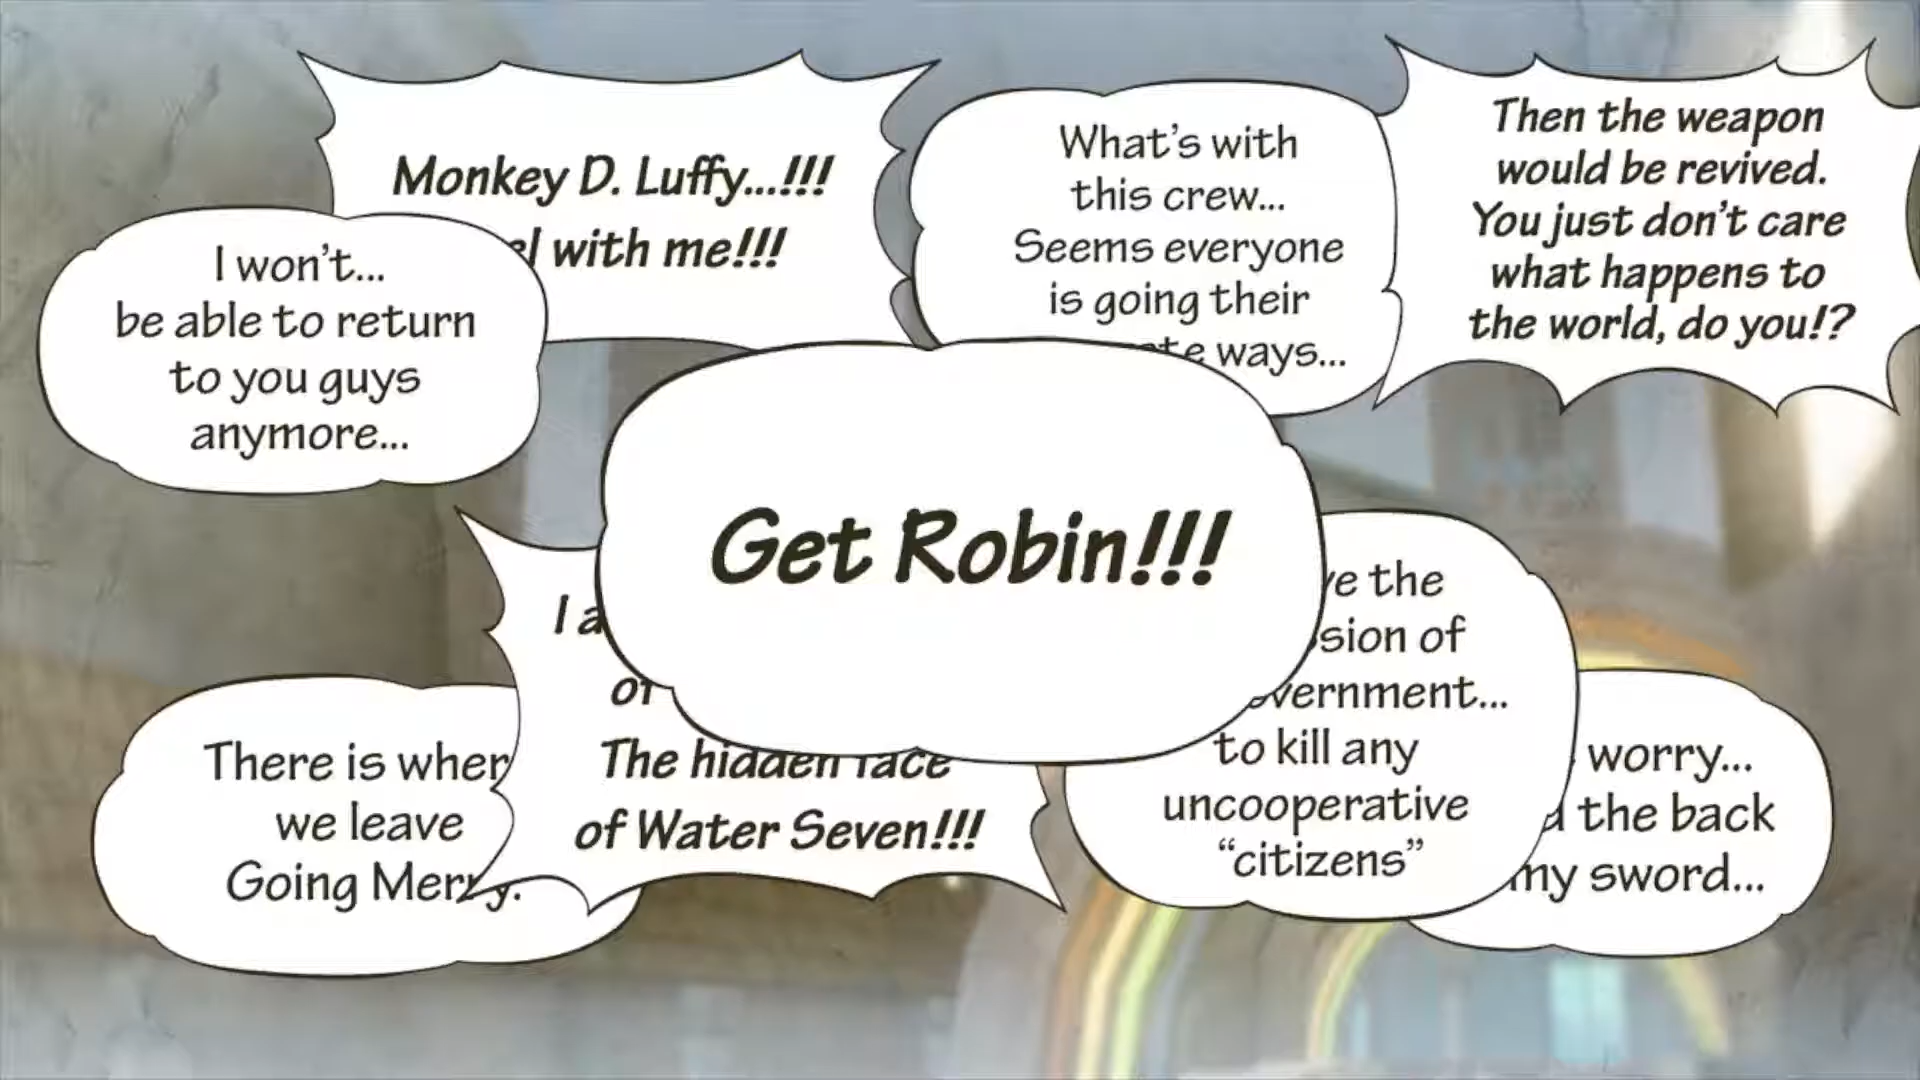 Monkey D. Luffy...!!!
with me!!!
I won't...
be able to return
to you guys
anymore...
What's with
this crew...
Seems everyone
is going their
ways...
Then the weapon
would be revived.
You just don't care
what happens to
the world, do you!?
Get Robin!!!
I
of
The hidden face
of Water Seven!!!
There is
we leave
Going Merry.
the
of
to kill any
uncooperative
“citizens”
worry...
the back
my sword...